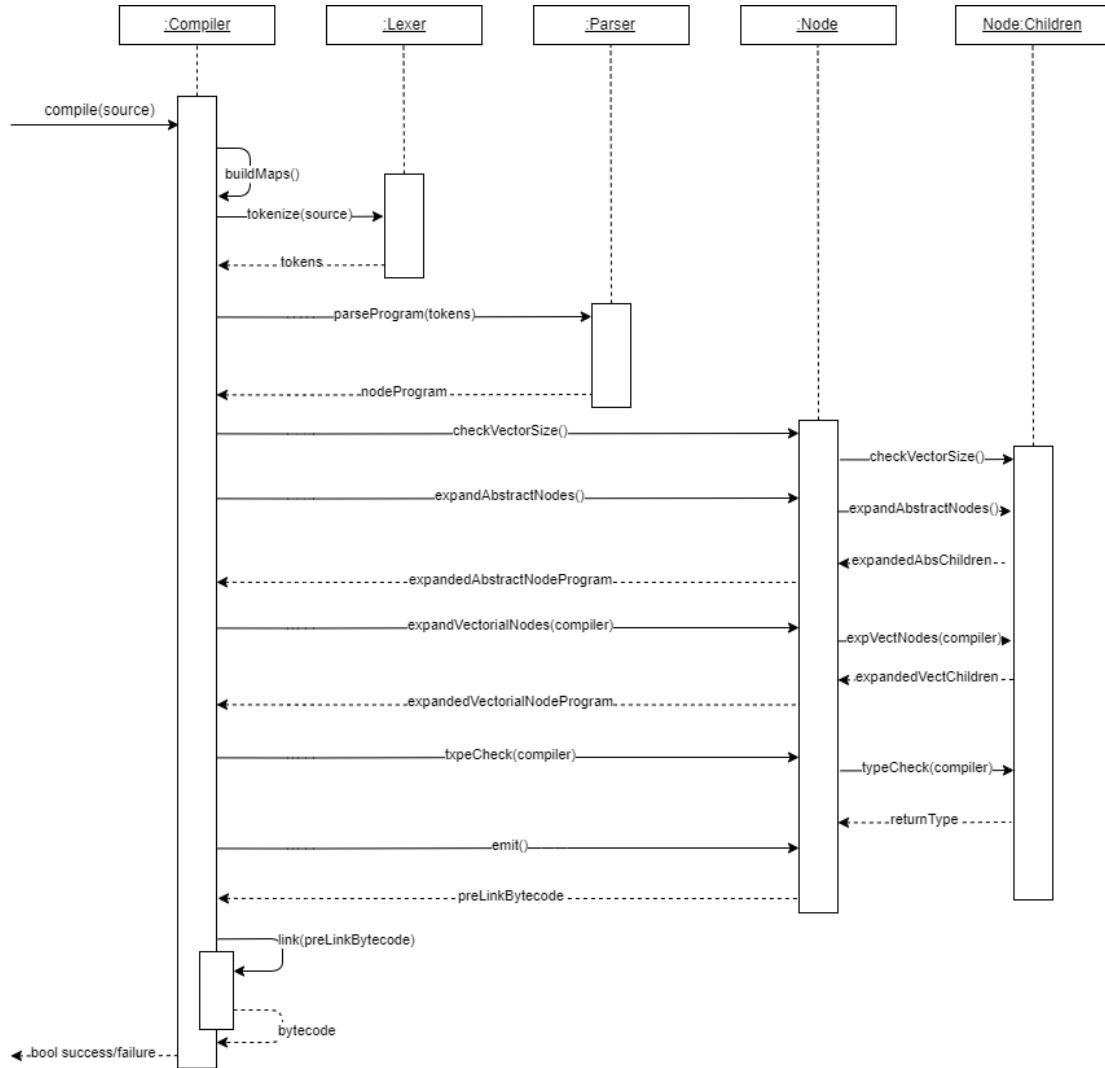 :Compiler
:Lexer
:Parser
:Node
Node:Children
compile(source)
buildMaps()
tokenize(source)
tokens
parseProgram(tokens)
nodeProgram
checkVectorSize()
checkVectorSize()
expandAbstractNodes()
expandAbstractNodes()
expandedAbsChildren
expandedAbstractNodeProgram
expandVectorialNodes(compiler)
expVectNodes(compiler)
expandedVectChildren
expandedVectorialNodeProgram
txpeCheck(compiler)
typeCheck(compiler)
returnType
emit()
preLinkBytecode
link(preLinkBytecode)
bytecode
bool success/failure